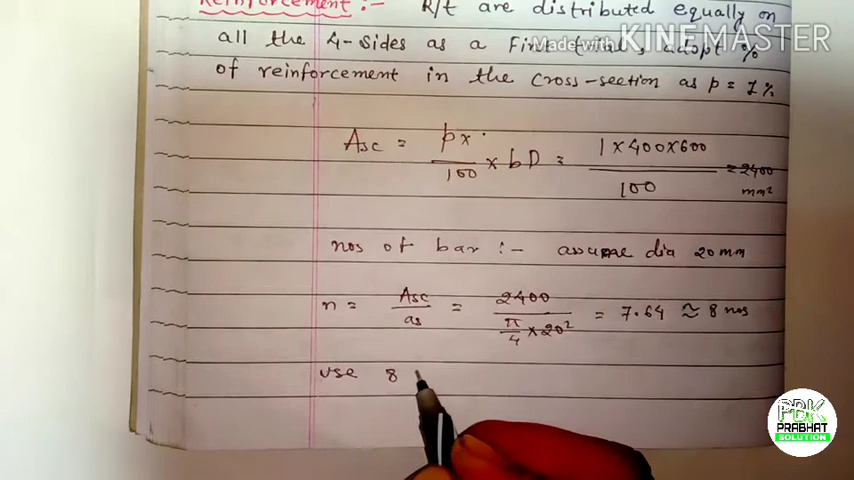 Reinforcement :- R/t are distributed equally on
all the 4-sides as a first trials adopt %
of reinforcement in the cross-section as p = 1%
Asc = px/100 × bD = 1×400×600/100 = 2400 mm²
nos of bar :- assume dia 20mm
n = Asc/as = 2400/(π/4 × 20²) = 7.64 ≈ 8 nos
use 8
Made with KINEMASTER
PBK
PRABHAT
SOLUTION